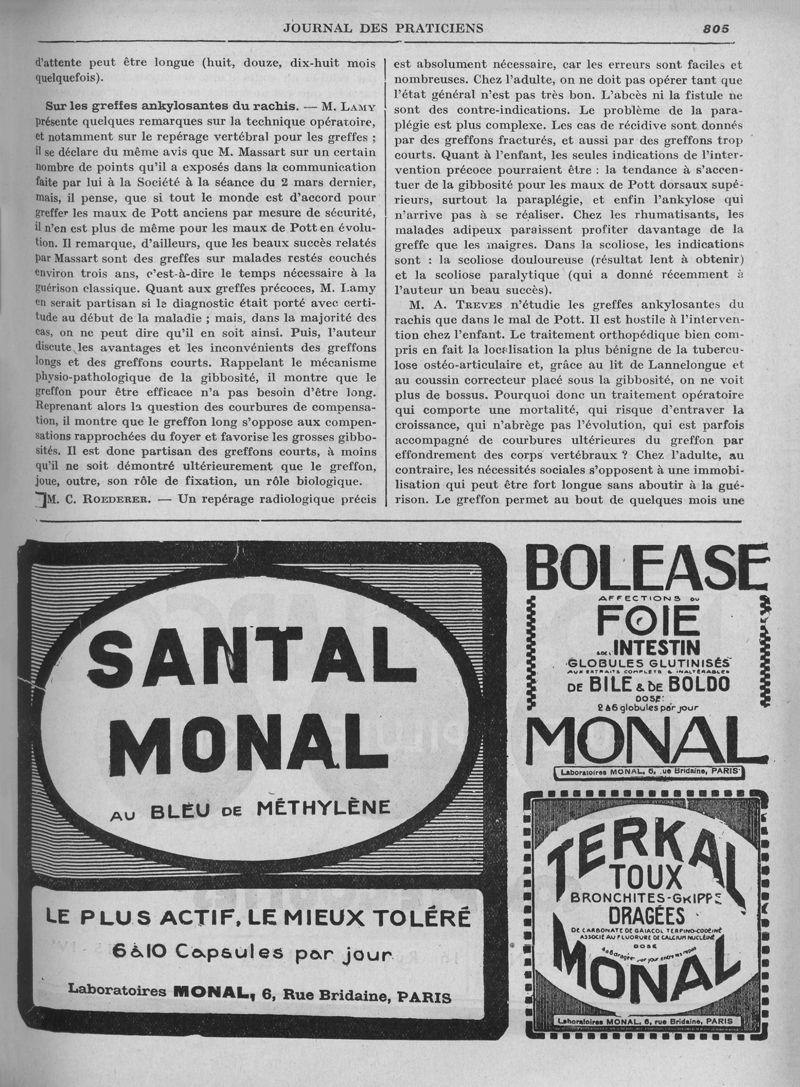 JOURNAL DES PRATICIENS
805
d'attente peut être longue (huit, douze, dix-huit mois
quelquefois).
Sur les greffes ankylosantes du rachis. — M. LAMY
présente quelques remarques sur la technique opératoire,
et notamment sur le repérage vertébral pour les greffes ;
il se déclare du même avis que M. Massart sur un certain
nombre de points qu'il a exposés dans la communication
faite par lui à la Société à la séance du 2 mars dernier,
mais, il pense, que si tout le monde est d'accord pour
greffer les maux de Pott anciens par mesure de sécurité,
il n'en est plus de même pour les maux de Pott en évolu-
tion. Il remarque, d'ailleurs, que les beaux succès relatés
par Massart sont des greffes sur malades restés couchés
environ trois ans, c'est-à-dire le temps nécessaire à la
guérison classique. Quant aux greffes précoces, M. Lamy
en serait partisan si le diagnostic était porté avec certi-
tude au début de la maladie ; mais, dans la majorité des
cas, on ne peut dire qu'il en soit ainsi. Puis, l'auteur
discute les avantages et les inconvénients des greffons
longs et des greffons courts. Rappelant le mécanisme
physio-pathologique de la gibbosité, il montre que le
greffon pour être efficace n'a pas besoin d'être long.
Reprenant alors la question des courbures de compensa-
tion, il montre que le greffon long s'oppose aux compen-
sations rapprochées du foyer et favorise les grosses gibbo-
sités. Il est donc partisan des greffons courts, à moins
qu'il ne soit démontré ultérieurement que le greffon,
joue, outre, son rôle de fixation, un rôle biologique.
M. C. ROEDERER. — Un repérage radiologique précis
est absolument nécessaire, car les erreurs sont faciles et
nombreuses. Chez l'adulte, on ne doit pas opérer tant que
l'état général n'est pas très bon. L'abcès ni la fistule ne
sont des contre-indications. Le problème de la para-
plégie est plus complexe. Les cas de récidive sont donnés
par des greffons fracturés, et aussi par des greffons trop
courts. Quant à l'enfant, les seules indications de l'inter-
vention précoce pourraient être : la tendance à s'accen-
tuer de la gibbosité pour les maux de Pott dorsaux supé-
rieurs, surtout la paraplégie, et enfin l'ankylose qui
n'arrive pas à se réaliser. Chez les rhumatisants, les
malades adipeux paraissent profiter davantage de la
greffe que les maigres. Dans la scoliose, les indications
sont : la scoliose douloureuse (résultat lent à obtenir)
et la scoliose paralytique (qui a donné récemment à
l'auteur un beau succès).
M. A. TREVES n'étudie les greffes ankylosantes du
rachis que dans le mal de Pott. Il est hostile à l'interven-
tion chez l'enfant. Le traitement orthopédique bien com-
pris en fait la localisation la plus bénigne de la tubercu-
lose ostéo-articulaire et, grâce au lit de Lannelongue et
au coussin correcteur placé sous la gibbosité, on ne voit
plus de bossus. Pourquoi donc un traitement opératoire
qui comporte une mortalité, qui risque d'entraver la
croissance, qui n'abrège pas l'évolution, qui est parfois
accompagné de courbures ultérieures du greffon par
effondrement des corps vertébraux ? Chez l'adulte, au
contraire, les nécessités sociales s'opposent à une immobi-
lisation qui peut être fort longue sans aboutir à la gué-
rison. Le greffon permet au bout de quelques mois une
SANTAL
MONAL
AU BLEU DE MÉTHYLÈNE
LE PLUS ACTIF, LE MIEUX TOLÉRÉ
6 à 10 Capsules par jour
Laboratoires MONAL, 6, Rue Bridaine, PARIS
BOLEASE
AFFECTIONS DU
FOIE
& DE L'INTESTIN
GLOBULES GLUTINISÉS
AUX EXTRAITS COMPLETS & INALTÉRABLES
DE BILE & DE BOLDO
DOSE:
2 à 6 globules par jour
MONAL
Laboratoires MONAL, 6, rue Bridaine, PARIS
TERKAL
TOUX
BRONCHITES-GRIPPE
DRAGÉES
DE CARBONATE DE GAIACOL TERPINO-CODÉINÉ
ASSOCIÉ AU FLUORURE DE CALCIUM NUCLÉINÉ
DOSE
4 à 6 dragées par jour entre les repas
MONAL
Laboratoires MONAL, 6, rue Bridaine, PARIS